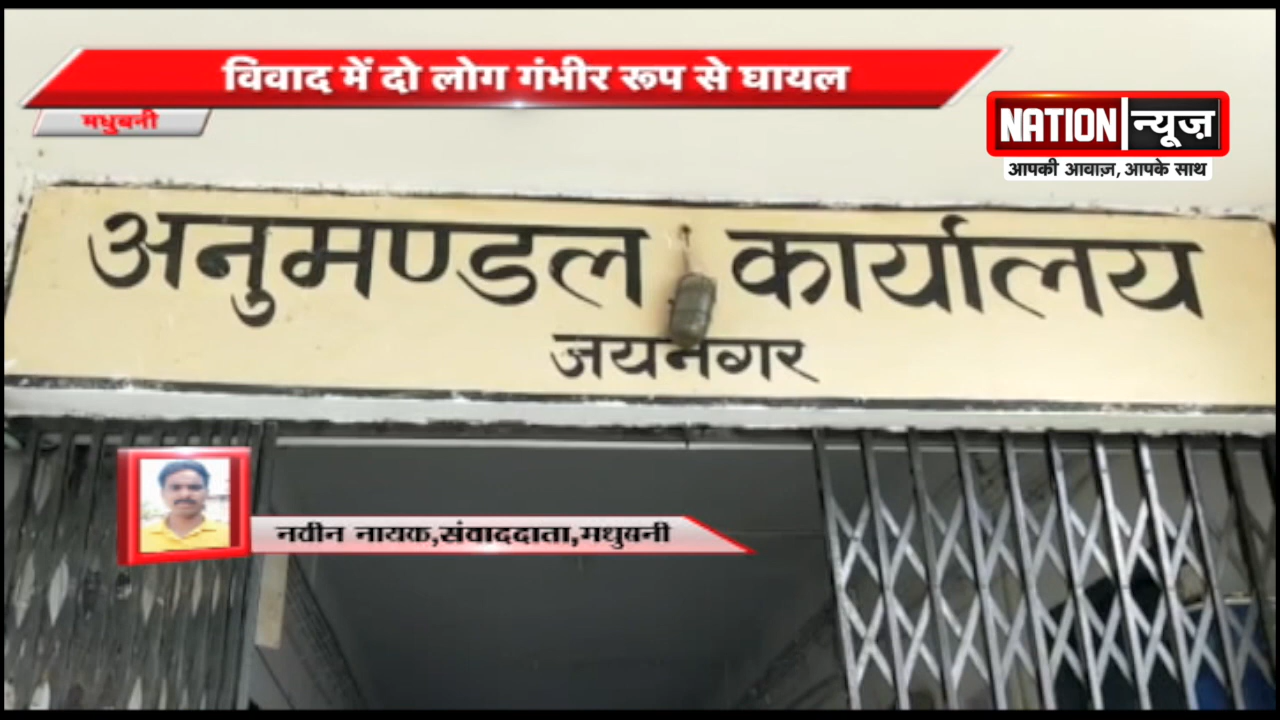 विवाद में दो लोग गंभीर रूप से घायल
मधुबनी
NATION न्यूज़
आपकी आवाज़, आपके साथ
अनुमण्डल कार्यालय
जयनगर
नवीन नायक,संवाददाता,मधुबनी